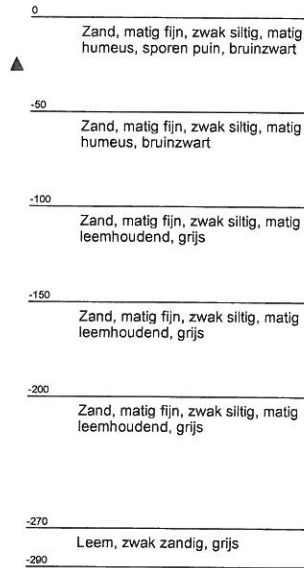 0
Zand, matig fijn, zwak siltig, matig
humeus, sporen puin, bruinzwart
-50
Zand, matig fijn, zwak siltig, matig
humeus, bruinzwart
-100
Zand, matig fijn, zwak siltig, matig
leemhoudend, grijs
-150
Zand, matig fijn, zwak siltig, matig
leemhoudend, grijs
-200
Zand, matig fijn, zwak siltig, matig
leemhoudend, grijs
-270
Leem, zwak zandig, grijs
-290